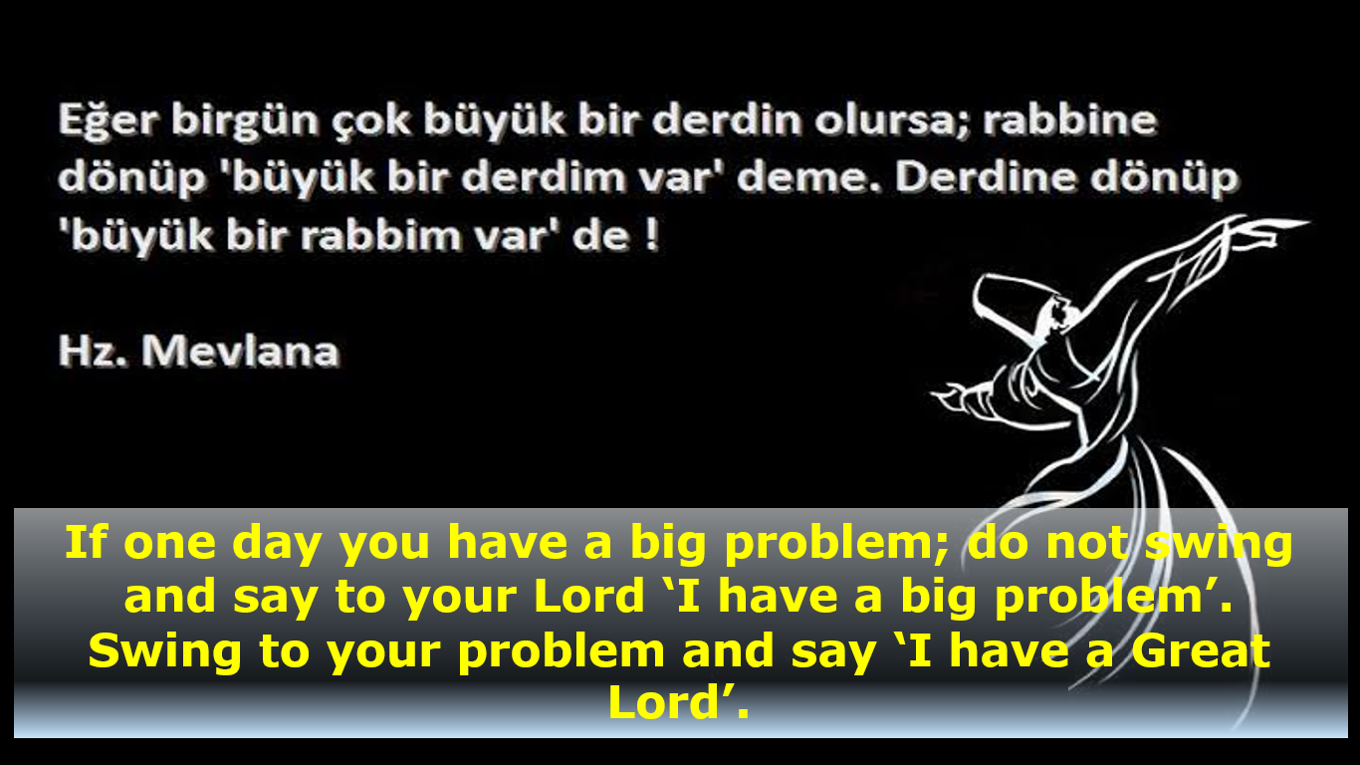 Eğer birgün çok büyük bir derdin olursa; rabbine
dönüp 'büyük bir derdim var' deme. Derdine dönüp
'büyük bir rabbim var' de !
Hz. Mevlana
If one day you have a big problem; do not swing
and say to your Lord ‘I have a big problem’.
Swing to your problem and say ‘I have a Great
Lord’.